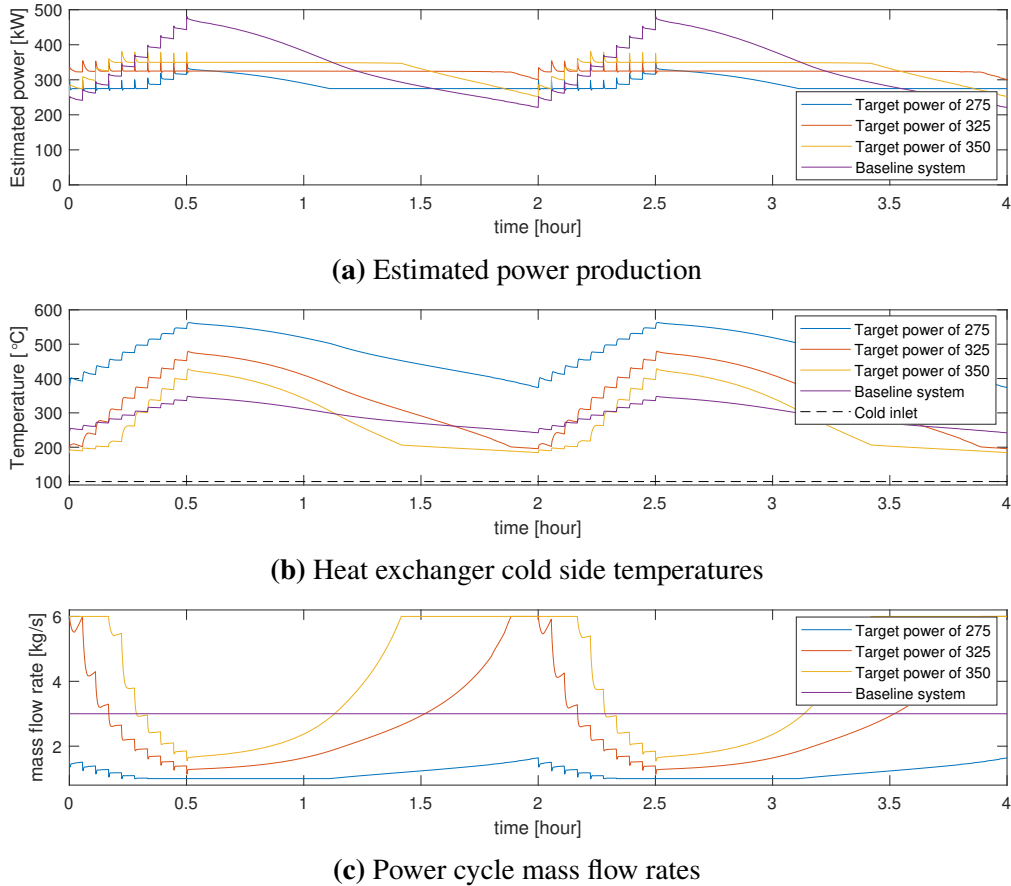 Estimated power [kW]
500
400
300
200
100
0
Target power of 275
Target power of 325
Target power of 350
Baseline system
0 0.5 1 1.5 2 2.5 3 3.5 4
time [hour]
(a) Estimated power production
Temperature [ °C]
600
500
400
300
200
100
Target power of 275
Target power of 325
Target power of 350
Baseline system
Cold inlet
0 0.5 1 1.5 2 2.5 3 3.5 4
time [hour]
(b) Heat exchanger cold side temperatures
mass flow rate [kg/s]
6
4
2
Target power of 275
Target power of 325
Target power of 350
Baseline system
0 0.5 1 1.5 2 2.5 3 3.5 4
time [hour]
(c) Power cycle mass flow rates